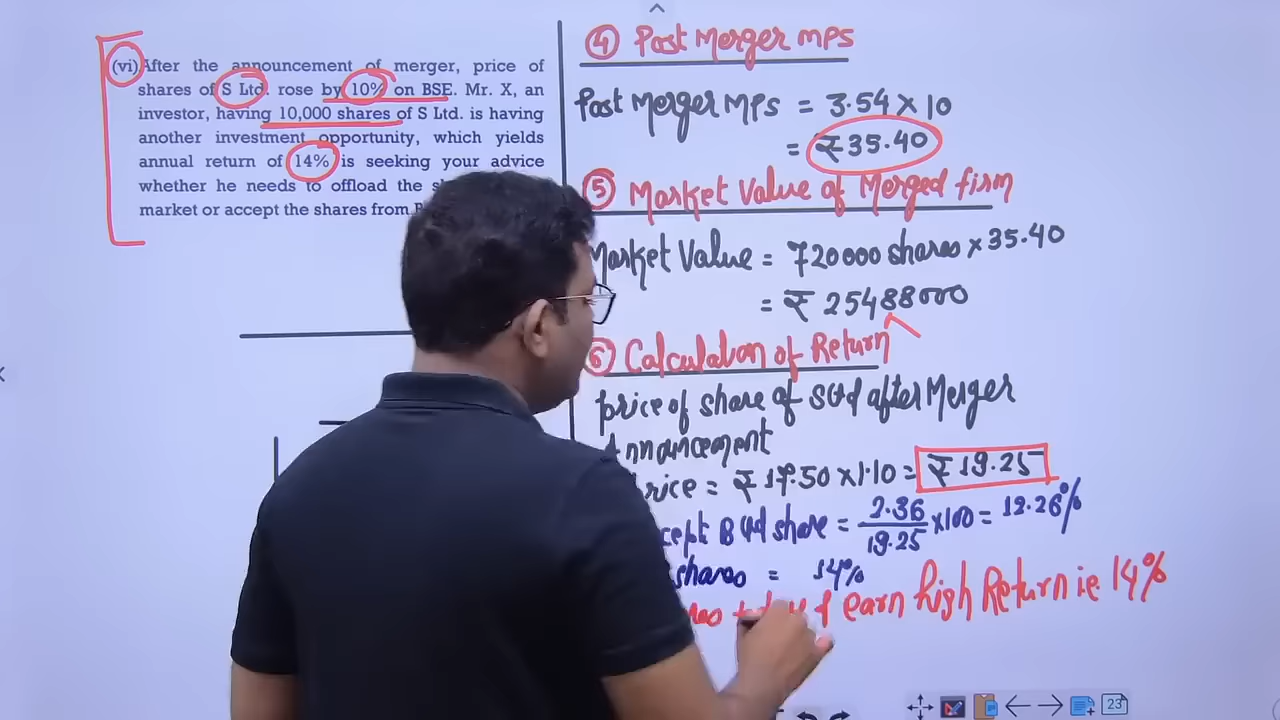 (vi) After the announcement of merger, price of
shares of S Ltd. rose by 10% on BSE. Mr. X, an
investor, having 10,000 shares of S Ltd. is having
another investment opportunity, which yields
annual return of 14% is seeking your advice
whether he needs to offload the
market or accept the shares from
④ Post Merger MPS
Post Merger MPS = 3.54 × 10
= ₹35.40
⑤ Market Value of Merged firm
Market Value = 720000 shares × 35.40
= ₹ 25488000
⑥ Calculation of Return
price of share of S Ltd after Merger
Announcement
Price = ₹ 17.50 × 1.10 = ₹ 19.25
B Ltd share = 2.36 / 19.25 × 100 = 12.26%
shares = 14%
earn high Return ie 14%
23